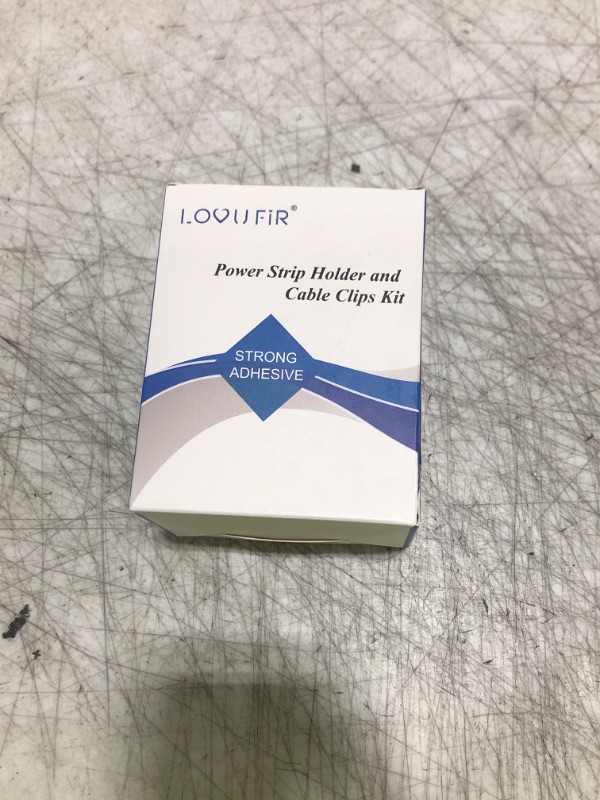 LOVUFiR®
Power Strip Holder and
Cable Clips Kit
STRONG
ADHESIVE